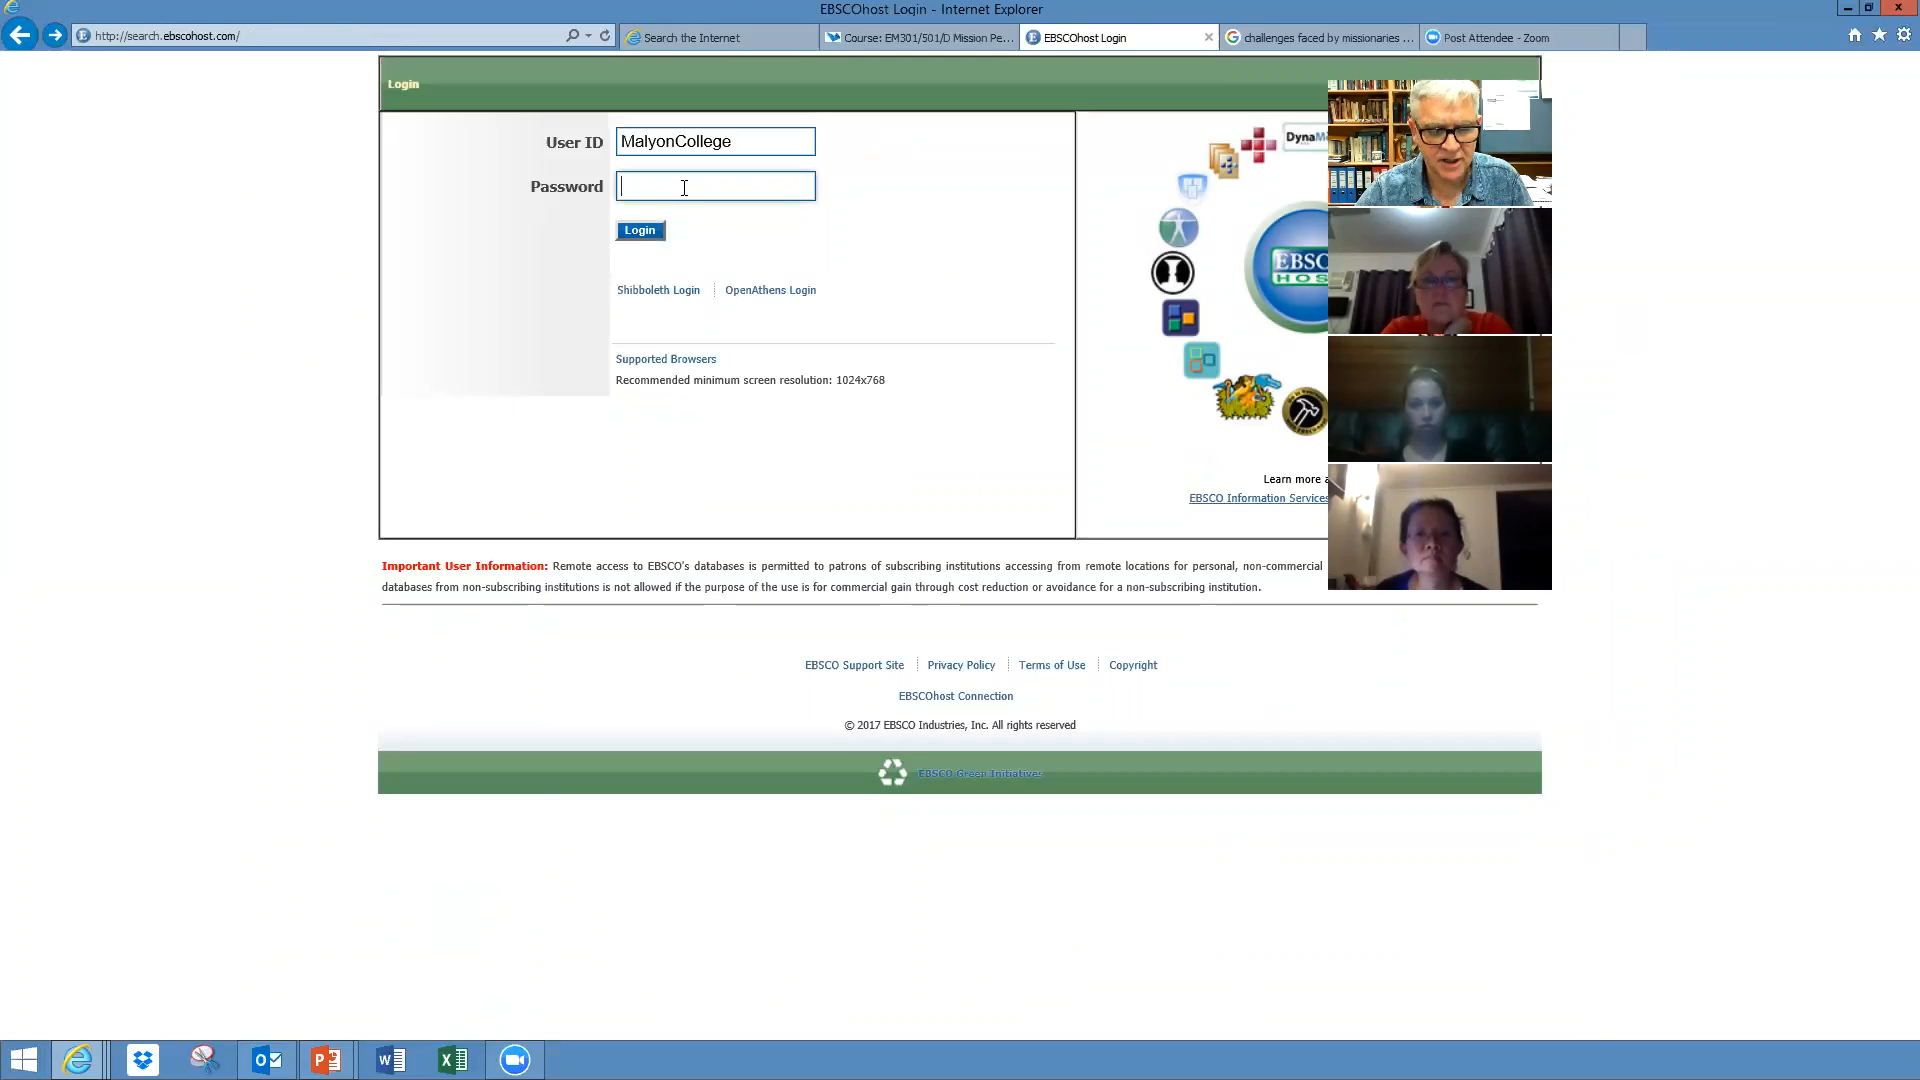 EBSCOhost Login - Internet Explorer
http://search.ebscohost.com/
Search the Internet
Course: EM301/501/D Mission Pe...
EBSCOhost Login
challenges faced by missionaries ...
Post Attendee - Zoom
Login
User ID
MalyonCollege
Password
Login
Shibboleth Login
OpenAthens Login
Supported Browsers
Recommended minimum screen resolution: 1024x768
DynaM
EBSC
HOS
Learn more a
EBSCO Information Services
Important User Information: Remote access to EBSCO's databases is permitted to patrons of subscribing institutions accessing from remote locations for personal, non-commercial
databases from non-subscribing institutions is not allowed if the purpose of the use is for commercial gain through cost reduction or avoidance for a non-subscribing institution.
EBSCO Support Site
Privacy Policy
Terms of Use
Copyright
EBSCOhost Connection
© 2017 EBSCO Industries, Inc. All rights reserved
EBSCO Green Initiatives